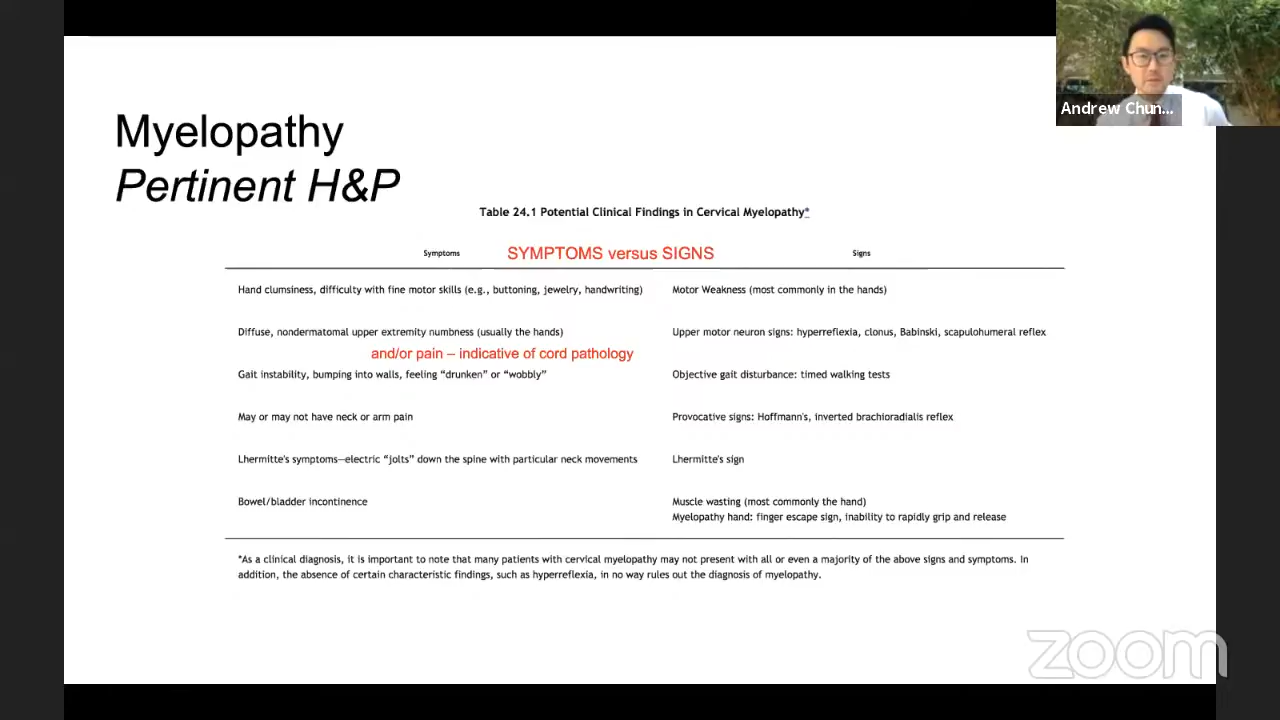 Andrew Chun...
Myelopathy
Pertinent H&P
Table 24.1 Potential Clinical Findings in Cervical Myelopathy*
Symptoms SYMPTOMS versus SIGNS Signs
Hand clumsiness, difficulty with fine motor skills (e.g., buttoning, jewelry, handwriting) Motor Weakness (most commonly in the hands)
Diffuse, nondermatomal upper extremity numbness (usually the hands) Upper motor neuron signs: hyperreflexia, clonus, Babinski, scapulohumeral reflex
and/or pain – indicative of cord pathology
Gait instability, bumping into walls, feeling “drunken” or “wobbly” Objective gait disturbance: timed walking tests
May or may not have neck or arm pain Provocative signs: Hoffmann's, inverted brachioradialis reflex
Lhermitte's symptoms—electric “jolts” down the spine with particular neck movements Lhermitte's sign
Bowel/bladder incontinence Muscle wasting (most commonly the hand)
Myelopathy hand: finger escape sign, inability to rapidly grip and release
*As a clinical diagnosis, it is important to note that many patients with cervical myelopathy may not present with all or even a majority of the above signs and symptoms. In
addition, the absence of certain characteristic findings, such as hyperreflexia, in no way rules out the diagnosis of myelopathy.
zoom